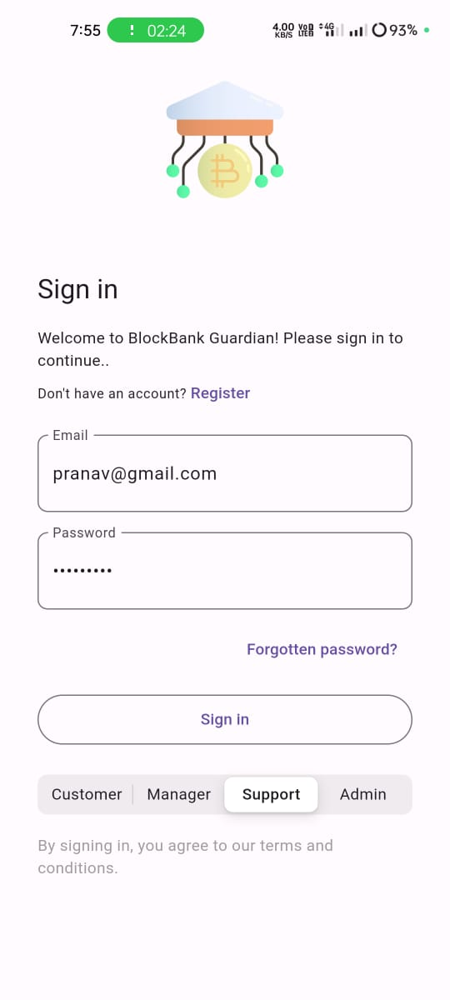 7:55 ! 02:24 4.00 KB/S VoD LTE 4G 93%
Sign in
Welcome to BlockBank Guardian! Please sign in to
continue..
Don't have an account? Register
Email
pranav@gmail.com
Password
•••••••••
Forgotten password?
Sign in
Customer Manager Support Admin
By signing in, you agree to our terms and
conditions.